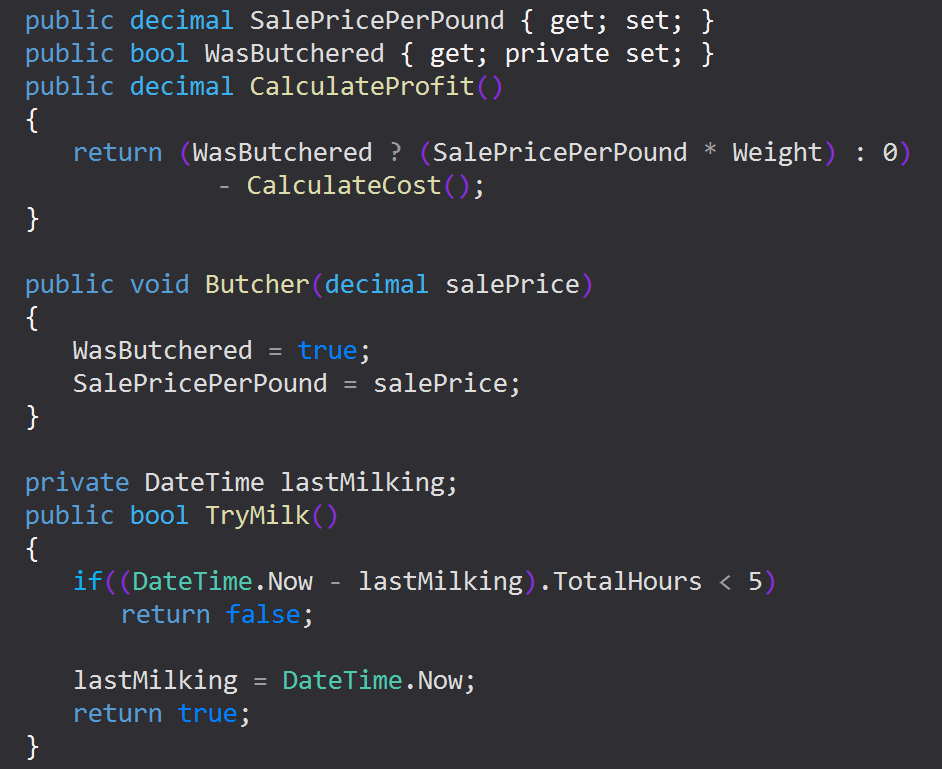 public decimal SalePricePerPound { get; set; }
public bool WasButchered { get; private set; }
public decimal CalculateProfit()
{
   return (WasButchered ? (SalePricePerPound * Weight) : 0)
            - CalculateCost();
}

public void Butcher(decimal salePrice)
{
   WasButchered = true;
   SalePricePerPound = salePrice;
}

private DateTime lastMilking;
public bool TryMilk()
{
   if((DateTime.Now - lastMilking).TotalHours < 5)
      return false;

   lastMilking = DateTime.Now;
   return true;
}